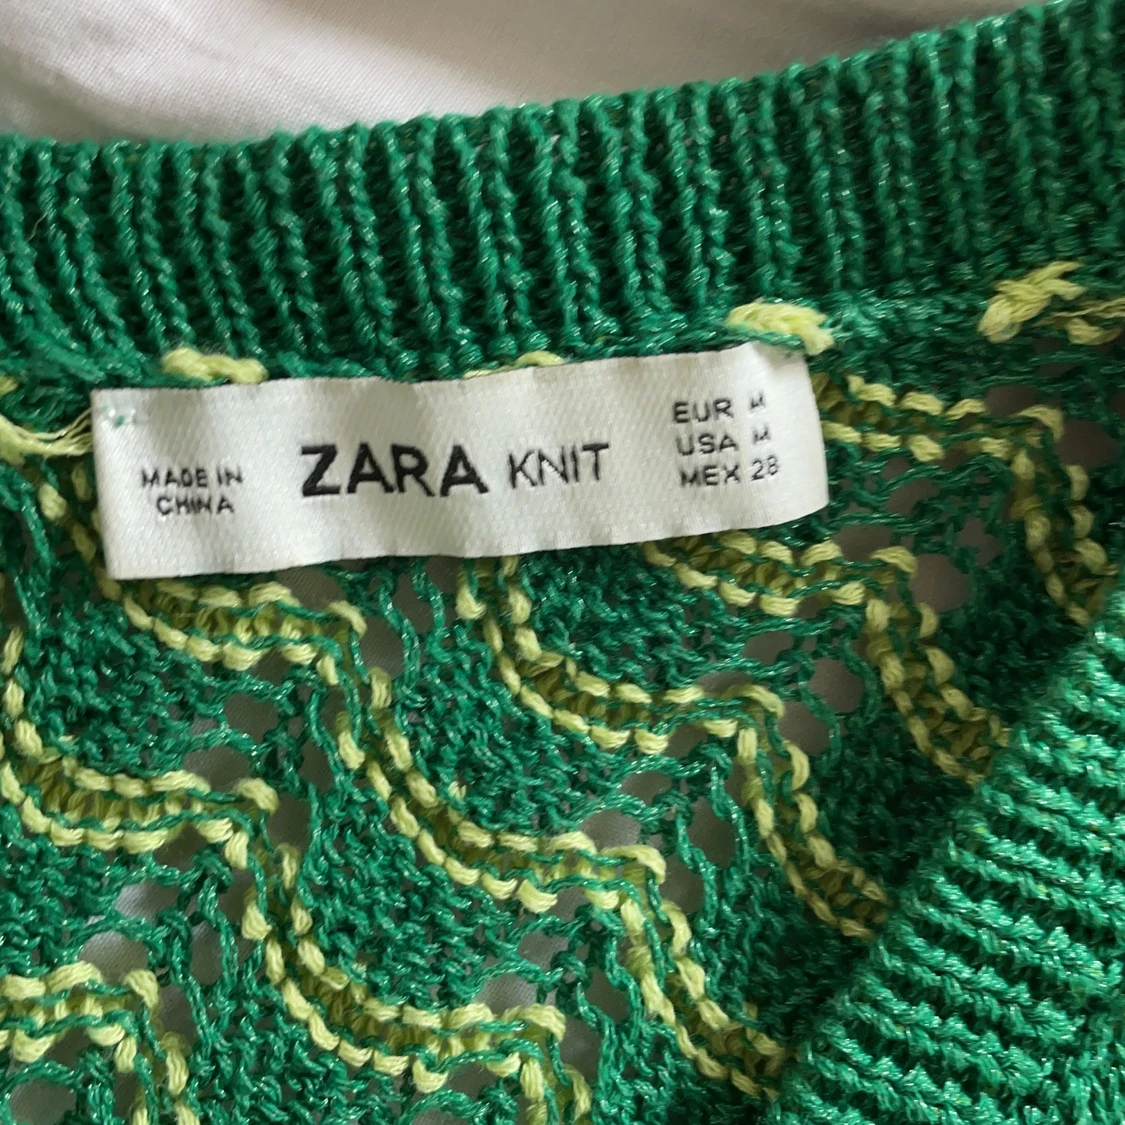 MADE IN
CHINA
ZARA KNIT
EUR M
USA M
MEX 28